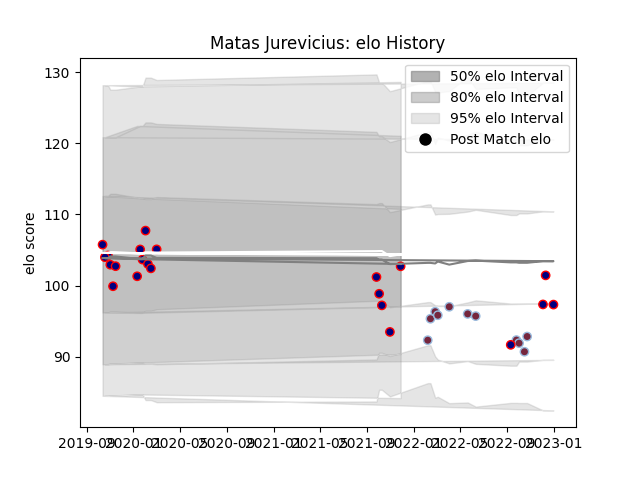 Matas Jurevicius: elo History
130
120
110
100
90
elo score
50% elo Interval
80% elo Interval
95% elo Interval
Post Match elo
2019-09 2020-01 2020-05 2020-09 2021-01 2021-05 2021-09 2022-01 2022-05 2022-09 2023-01